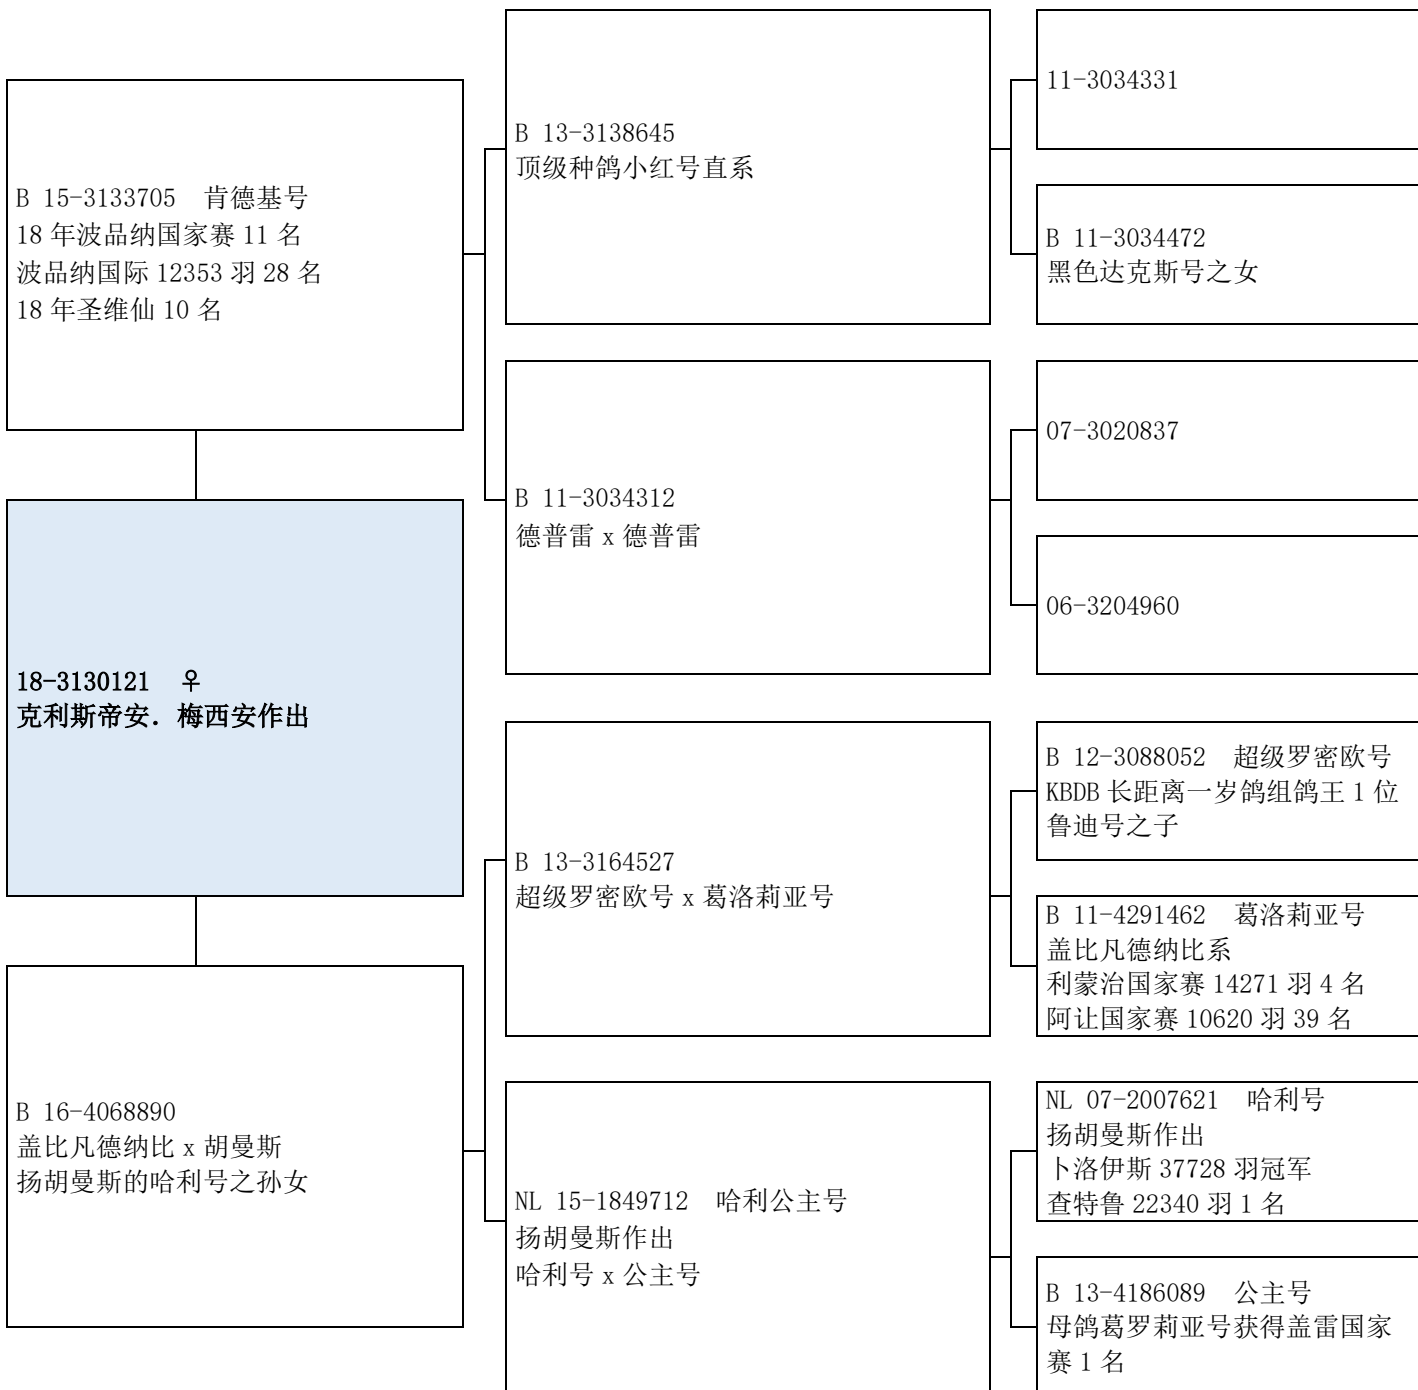 B 15-3133705 肯德基号
18 年波品纳国家赛 11 名
波品纳国际 12353 羽 28 名
18 年圣维仙 10 名
18-3130121 ♀
克利斯帝安．梅西安作出
B 16-4068890
盖比凡德纳比 x 胡曼斯
扬胡曼斯的哈利号之孙女
B 13-3138645
顶级种鸽小红号直系
B 11-3034312
德普雷 x 德普雷
B 13-3164527
超级罗密欧号 x 葛洛莉亚号
NL 15-1849712 哈利公主号
扬胡曼斯作出
哈利号 x 公主号
11-3034331
B 11-3034472
黑色达克斯号之女
07-3020837
06-3204960
B 12-3088052 超级罗密欧号
KBDB 长距离一岁鸽组鸽王 1 位
鲁迪号之子
B 11-4291462 葛洛莉亚号
盖比凡德纳比系
利蒙治国家赛 14271 羽 4 名
阿让国家赛 10620 羽 39 名
NL 07-2007621 哈利号
扬胡曼斯作出
卜洛伊斯 37728 羽冠军
查特鲁 22340 羽 1 名
B 13-4186089 公主号
母鸽葛罗莉亚号获得盖雷国家
赛 1 名